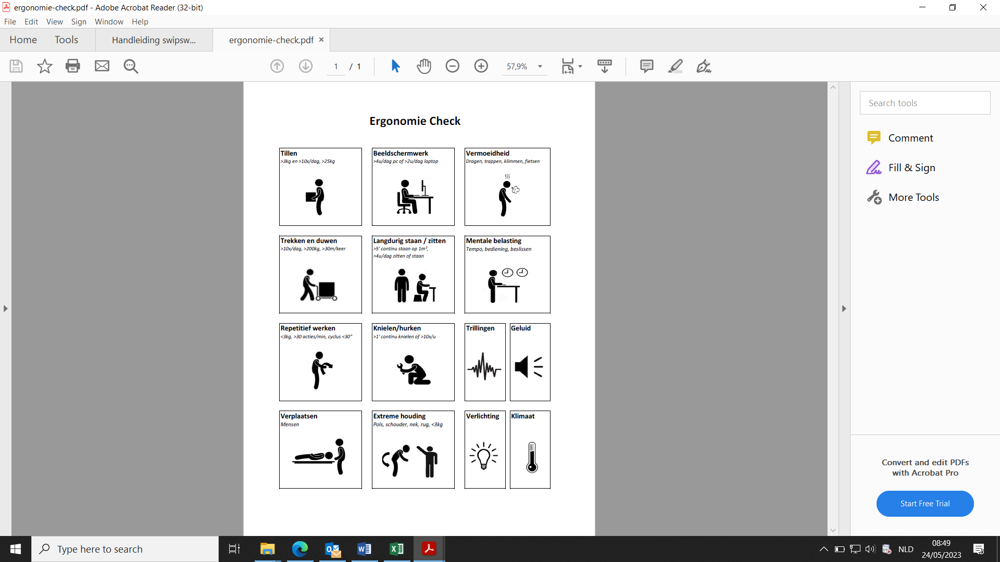 ergonomie-check.pdf - Adobe Acrobat Reader (32-bit)
File Edit View Sign Window Help
Home Tools Handleiding swipsw... ergonomie-check.pdf ×
1 / 1 57,9%
Search tools
Comment
Fill & Sign
More Tools
Convert and edit PDFs
with Acrobat Pro
Start Free Trial
Ergonomie Check
Tillen
>3kg en >10x/dag, >25kg
Beeldschermwerk
>4u/dag pc of >2u/dag laptop
Vermoeidheid
Dragen, trappen, klimmen, fietsen
Trekken en duwen
>10x/dag, >200kg, >30m/keer
Langdurig staan / zitten
>5' continu staan op 1m²,
>4u/dag zitten of staan
Mentale belasting
Tempo, bediening, beslissen
Repetitief werken
<3kg, >30 acties/min, cyclus <30"
Knielen/hurken
>1' continu knielen of >10x/u
Trillingen
Geluid
Verplaatsen
Mensen
Extreme houding
Pols, schouder, nek, rug, <3kg
Verlichting
Klimaat
Type here to search
NLD
08:49
24/05/2023